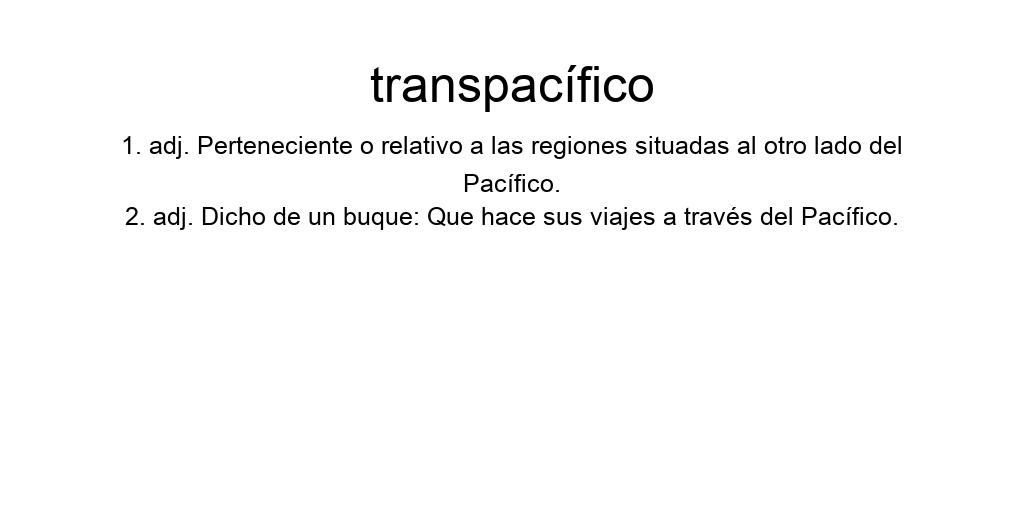 transpacífico
1. adj. Perteneciente o relativo a las regiones situadas al otro lado del
Pacífico.
2. adj. Dicho de un buque: Que hace sus viajes a través del Pacífico.